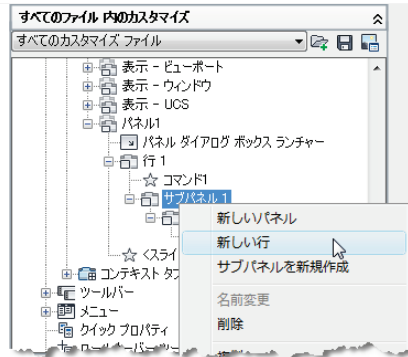 すべてのファイル 内のカスタマイズ
すべてのカスタマイズ ファイル
表示 - ビューポート
表示 - ウィンドウ
表示 - UCS
パネル1
パネル ダイアログ ボックス ランチャー
行 1
コマンド1
サブパネル 1
新しいパネル
新しい行
サブパネルを新規作成
<スライ
コンテキスト タブ
名前変更
ツールバー
メニュー
削除
クイック プロパティ